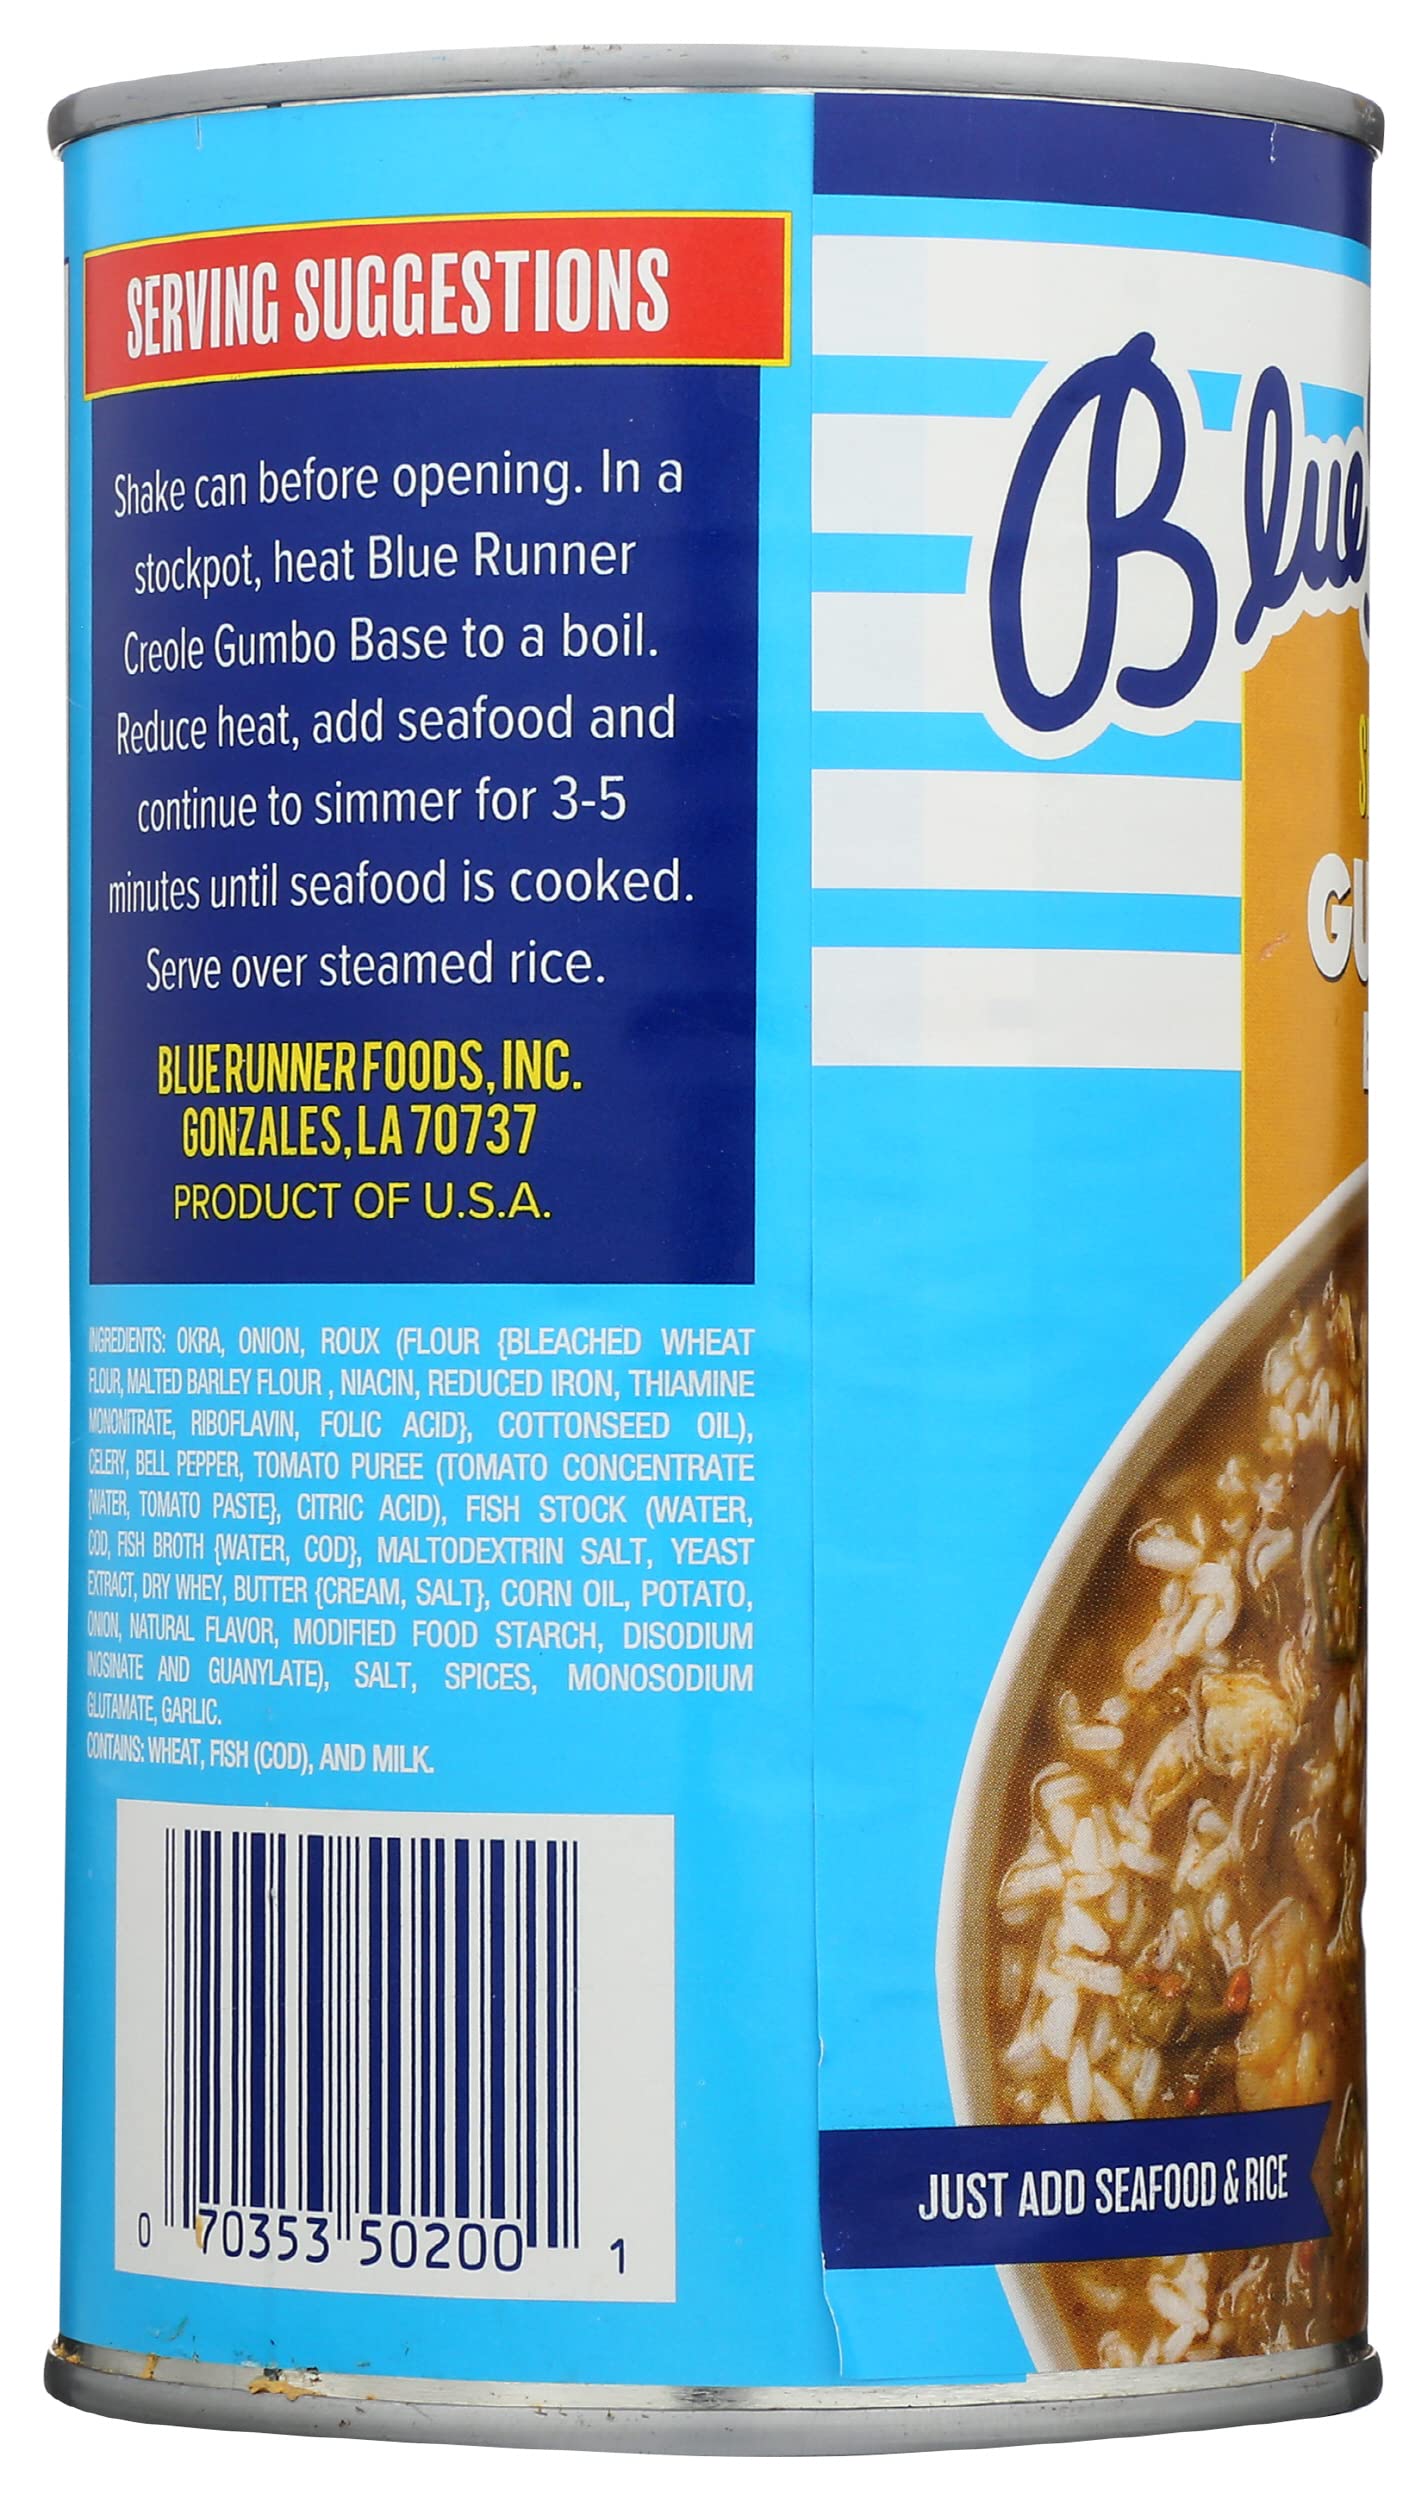 SERVING SUGGESTIONS
Shake can before opening. In a
stockpot, heat Blue Runner
Creole Gumbo Base to a boil.
Reduce heat, add seafood and
continue to simmer for 3-5
minutes until seafood is cooked.
Serve over steamed rice.
BLUE RUNNER FOODS, INC.
GONZALES, LA 70737
PRODUCT OF U.S.A.
INGREDIENTS: OKRA, ONION, ROUX (FLOUR {BLEACHED WHEAT
FLOUR, MALTED BARLEY FLOUR , NIACIN, REDUCED IRON, THIAMINE
MONONITRATE, RIBOFLAVIN, FOLIC ACID}, COTTONSEED OIL),
CELERY, BELL PEPPER, TOMATO PUREE (TOMATO CONCENTRATE
{WATER, TOMATO PASTE}, CITRIC ACID), FISH STOCK (WATER,
COD, FISH BROTH {WATER, COD}, MALTODEXTRIN SALT, YEAST
EXTRACT, DRY WHEY, BUTTER {CREAM, SALT}, CORN OIL, POTATO,
ONION, NATURAL FLAVOR, MODIFIED FOOD STARCH, DISODIUM
INOSINATE AND GUANYLATE), SALT, SPICES, MONOSODIUM
GLUTAMATE, GARLIC.
CONTAINS: WHEAT, FISH (COD), AND MILK.
0 70353 50200 1
Blue
GU
JUST ADD SEAFOOD & RICE